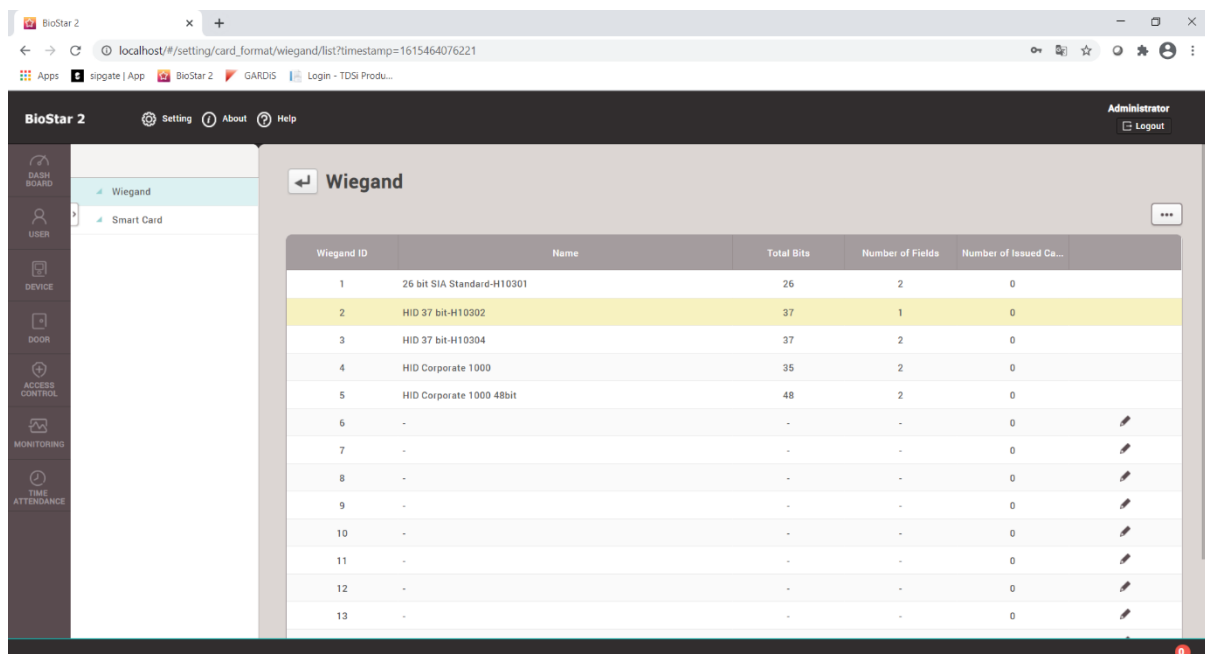 BioStar 2
localhost/#/setting/card_format/wiegand/list?timestamp=1615464076221
Apps sipgate | App BioStar 2 GARDiS Login - TDSi Produ...
BioStar 2 Setting About Help
Administrator
Logout
DASH
BOARD
USER
DEVICE
DOOR
ACCESS
CONTROL
MONITORING
TIME
ATTENDANCE
Wiegand
Smart Card
Wiegand
Wiegand ID Name Total Bits Number of Fields Number of Issued Ca...
1 26 bit SIA Standard-H10301 26 2 0
2 HID 37 bit-H10302 37 1 0
3 HID 37 bit-H10304 37 2 0
4 HID Corporate 1000 35 2 0
5 HID Corporate 1000 48bit 48 2 0
6 - - - 0
7 - - - 0
8 - - - 0
9 - - - 0
10 - - - 0
11 - - - 0
12 - - - 0
13 - - - 0
0